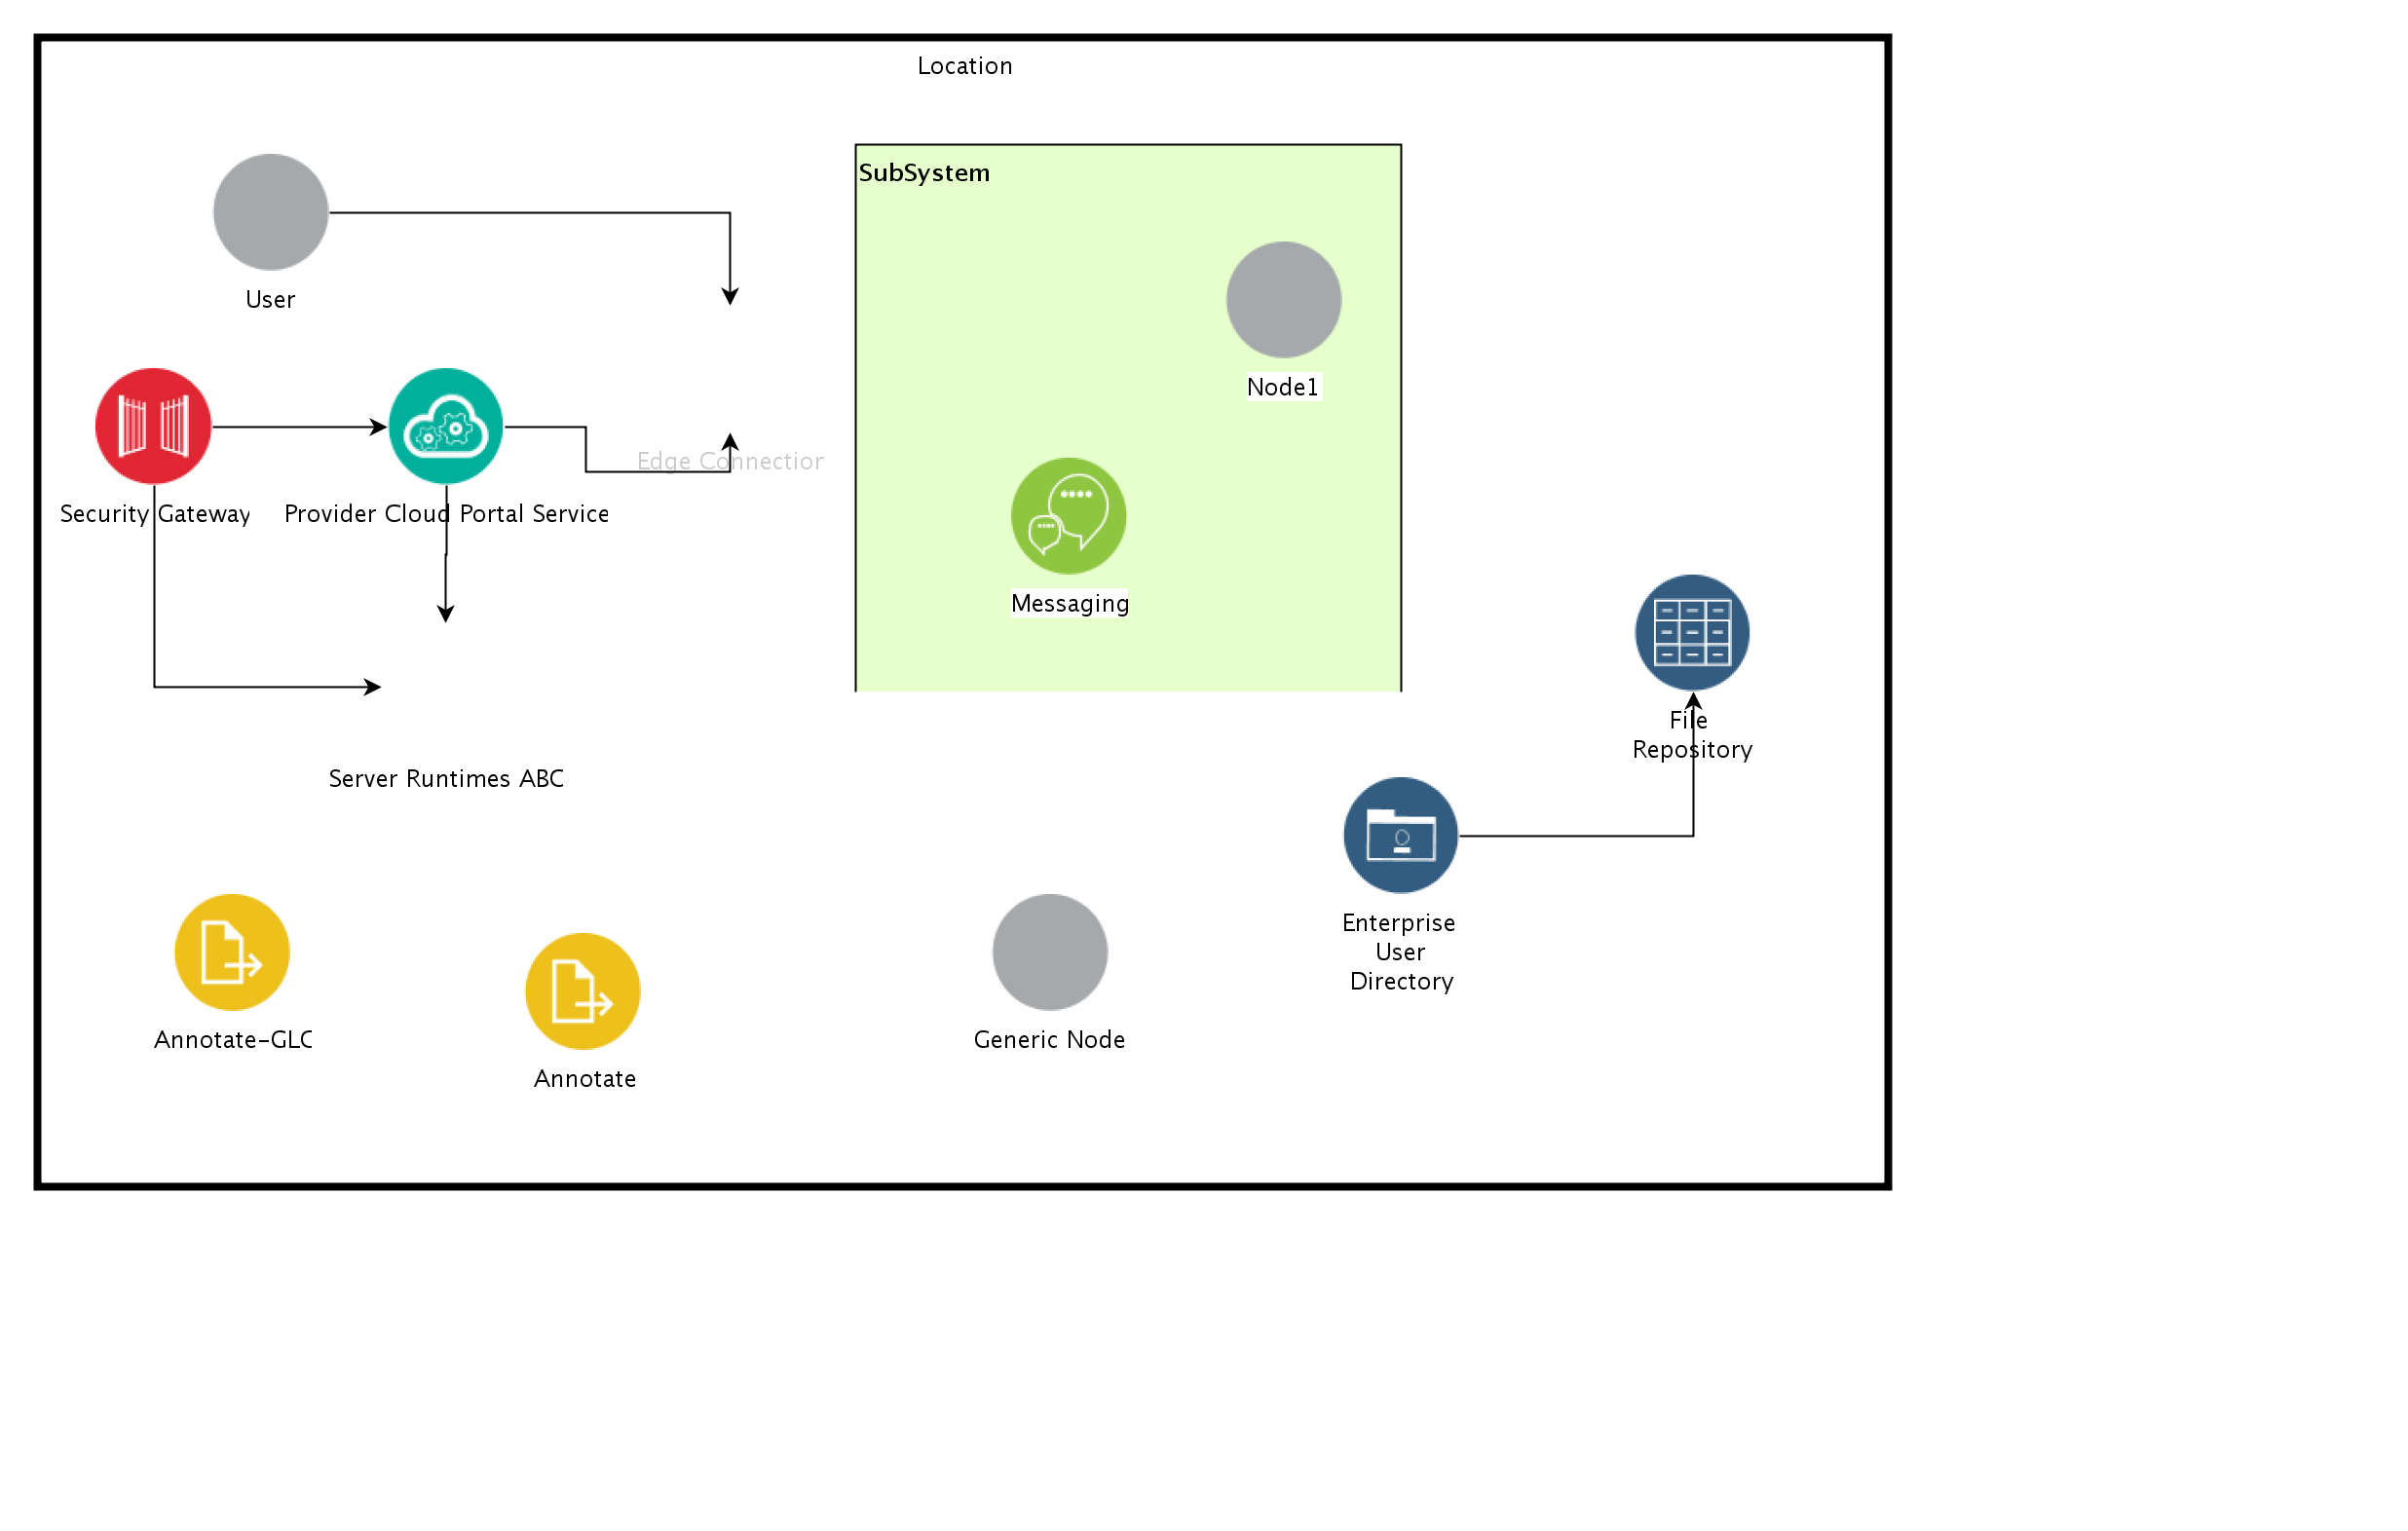 Location
SubSystem
User
Node1
Edge Connection
Security Gateway
Provider Cloud Portal Service
Messaging
File
Repository
Server Runtimes ABC
Enterprise
User
Directory
Annotate-GLC
Generic Node
Annotate